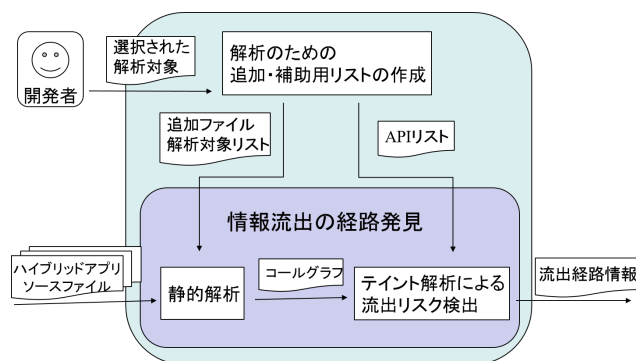 選択された
解析対象
開発者
解析のための
追加・補助用リストの作成
追加ファイル
解析対象リスト
APIリスト
情報流出の経路発見
ハイブリッドアプリ
ソースファイル
静的解析
コールグラフ
テイント解析による
流出リスク検出
流出経路情報